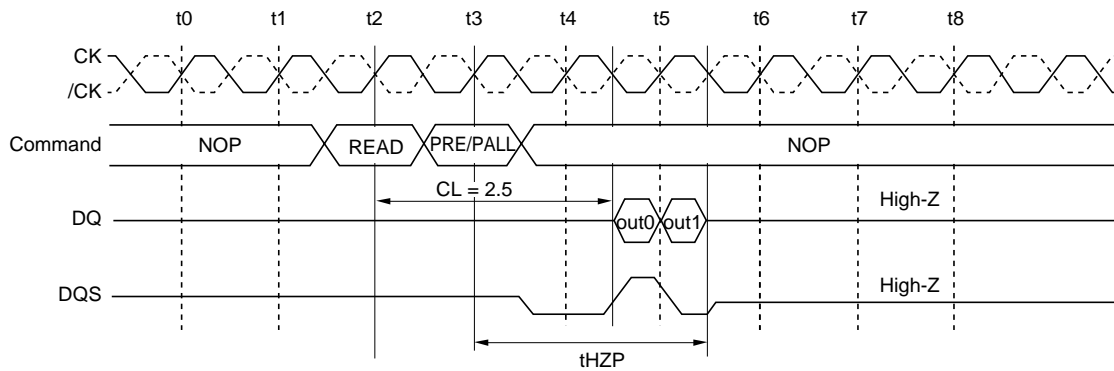 t0 t1 t2 t3 t4 t5 t6 t7 t8
CK
/CK
Command NOP READ PRE/PALL NOP
CL = 2.5
High-Z
DQ out0 out1
DQS High-Z
tHZP